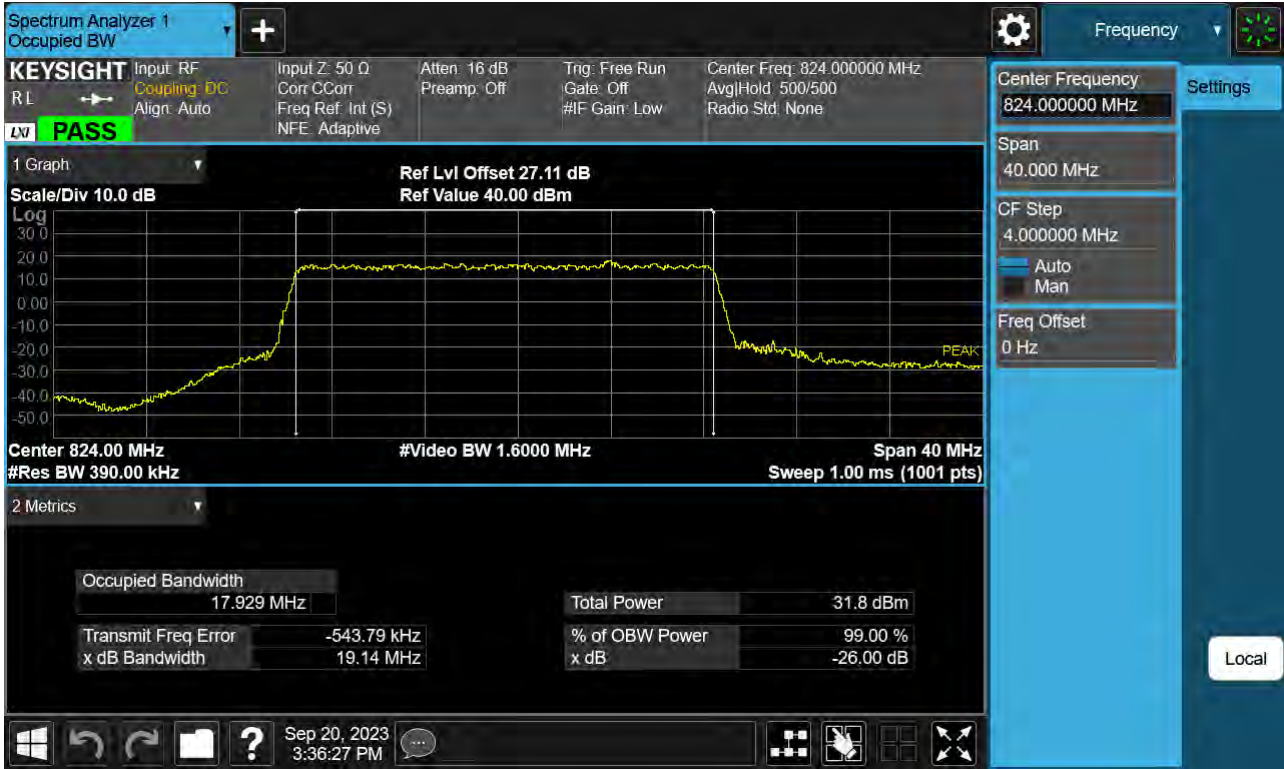 Spectrum Analyzer 1
Occupied BW
+
Frequency
KEYSIGHT
RL
LXI PASS
Input: RF
Coupling: DC
Align: Auto
Input Z: 50 Ω
Corr CCorr
Freq Ref: Int (S)
NFE: Adaptive
Atten: 16 dB
Preamp: Off
Trig: Free Run
Gate: Off
#IF Gain: Low
Center Freq: 824.000000 MHz
Avg|Hold: 500/500
Radio Std: None
1 Graph
Scale/Div 10.0 dB
Ref Lvl Offset 27.11 dB
Ref Value 40.00 dBm
Log
30.0
20.0
10.0
0.00
-10.0
-20.0
-30.0
-40.0
-50.0
PEAK
Center 824.00 MHz
#Video BW 1.6000 MHz
Span 40 MHz
#Res BW 390.00 kHz
Sweep 1.00 ms (1001 pts)
2 Metrics
Occupied Bandwidth
17.929 MHz
Total Power 31.8 dBm
Transmit Freq Error -543.79 kHz
% of OBW Power 99.00 %
x dB Bandwidth 19.14 MHz
x dB -26.00 dB
Center Frequency
824.000000 MHz
Settings
Span
40.000 MHz
CF Step
4.000000 MHz
Auto
Man
Freq Offset
0 Hz
Local
?
Sep 20, 2023
3:36:27 PM